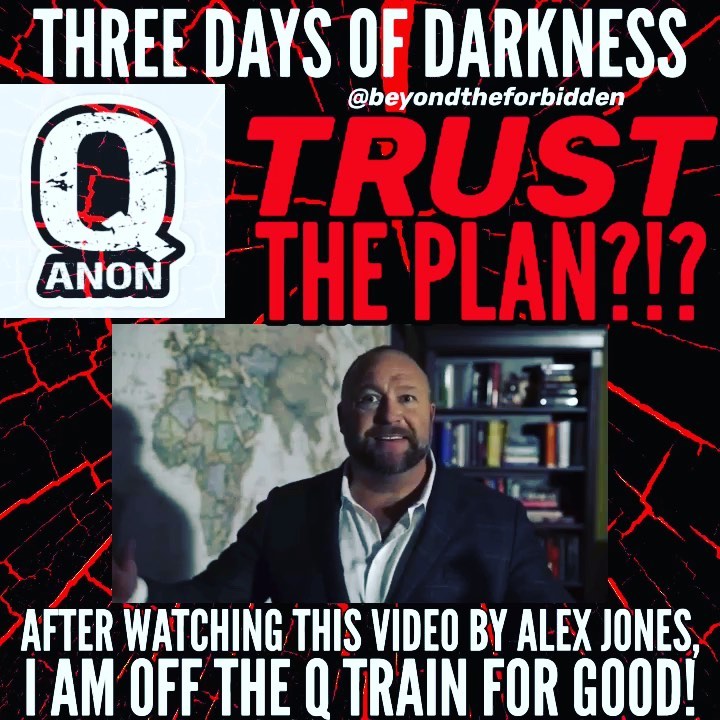 THREE DAYS OF DARKNESS
@beyondtheforbidden
Q
ANON
TRUST
THE PLAN?!?
AFTER WATCHING THIS VIDEO BY ALEX JONES,
I AM OFF THE Q TRAIN FOR GOOD!